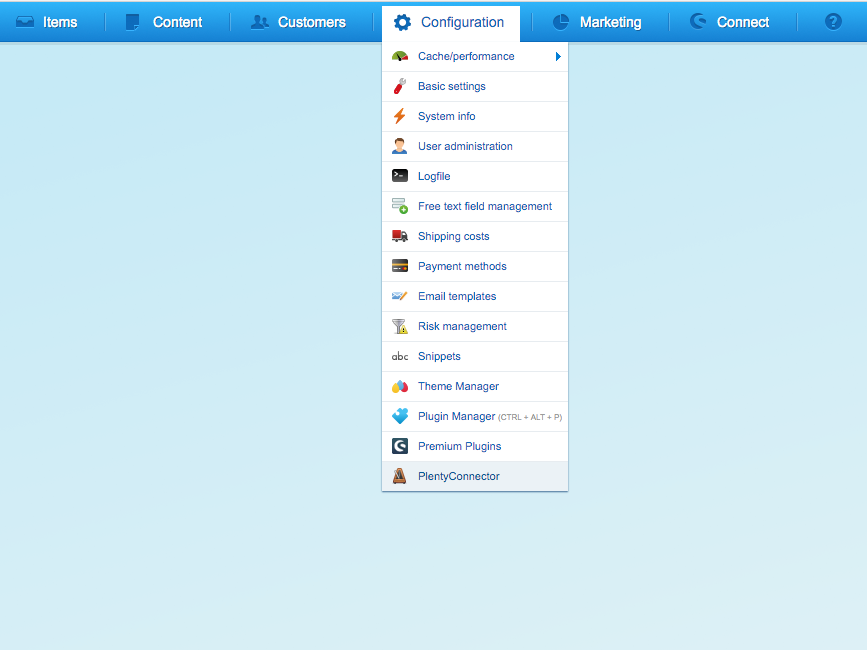 Items Content Customers Configuration Marketing Connect ?
Cache/performance
Basic settings
System info
User administration
>_
Logfile
Free text field management
Shipping costs
Payment methods
Email templates
Risk management
abc Snippets
Theme Manager
Plugin Manager (CTRL + ALT + P)
Premium Plugins
PlentyConnector